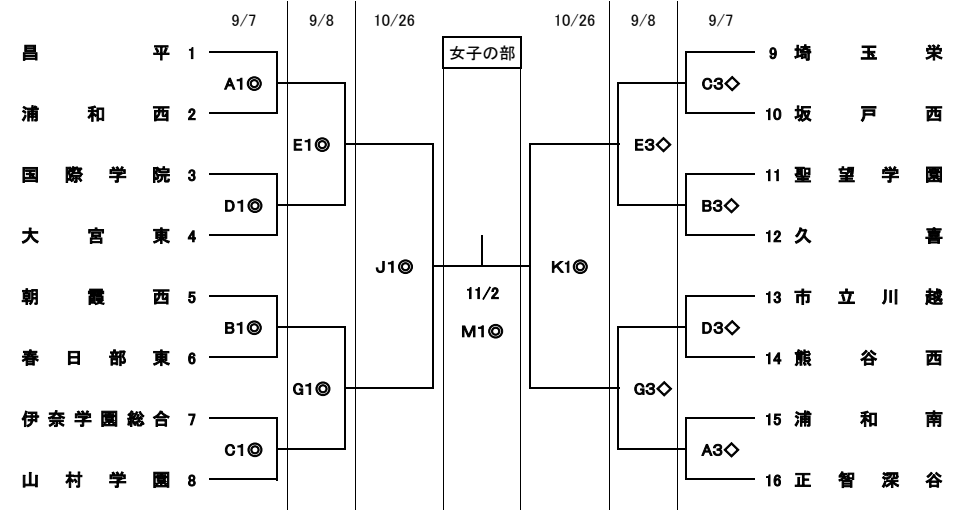 9/7 9/8 10/26 10/26 9/8 9/7
女子の部
昌平 1 9 埼玉栄
A1◎ C3◇
浦和西 2 10 坂戸西
E1◎ E3◇
国際学院 3 11 聖望学園
D1◎ B3◇
大宮東 4 12 久喜
J1◎ K1◎
朝霞西 5 11/2 13 市立川越
B1◎ M1◎ D3◇
春日部東 6 14 熊谷西
G1◎ G3◇
伊奈学園総合 7 15 浦和南
C1◎ A3◇
山村学園 8 16 正智深谷